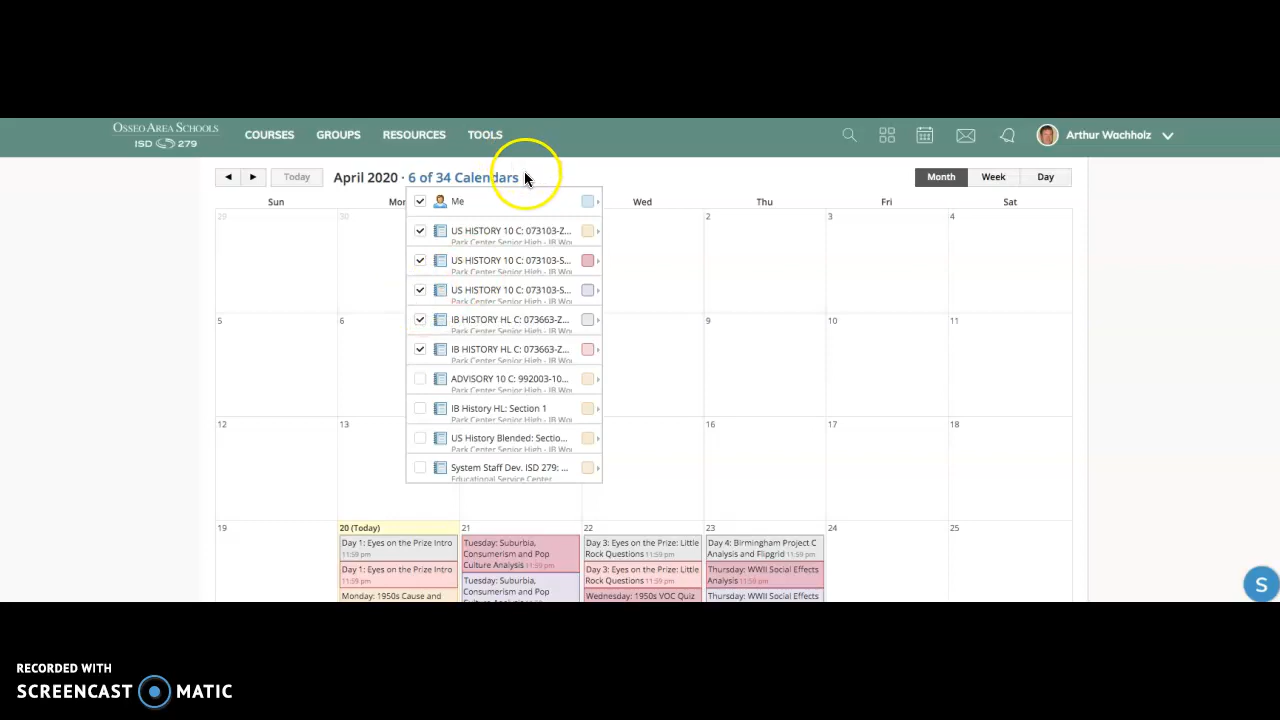 OSSEO AREA SCHOOLS
ISD 279
COURSES GROUPS RESOURCES TOOLS
Arthur Wachholz
Today April 2020 · 6 of 34 Calendars
Month Week Day
Sun Mon Wed Thu Fri Sat
Me
US HISTORY 10 C: 073103-Z...
Park Center Senior High - IB Wo
US HISTORY 10 C: 073103-S...
Park Center Senior High - IB Wo
US HISTORY 10 C: 073103-S...
Park Center Senior High - IB Wo
IB HISTORY HL C: 073663-Z...
Park Center Senior High - IB Wo
IB HISTORY HL C: 073663-Z...
Park Center Senior High - IB Wo
ADVISORY 10 C: 992003-10...
Park Center Senior High - IB Wo
IB History HL: Section 1
Park Center Senior High - IB Wo
US History Blended: Sectio...
Park Center Senior High - IB Wo
System Staff Dev. ISD 279: ...
Educational Service Center
29 30 2 3 4
5 6 9 10 11
12 13 16 17 18
19 20 (Today) 21 22 23 24 25
Day 1: Eyes on the Prize Intro
11:59 pm
Day 1: Eyes on the Prize Intro
11:59 pm
Monday: 1950s Cause and
Tuesday: Suburbia,
Consumerism and Pop
Culture Analysis 11:59 pm
Tuesday: Suburbia,
Consumerism and Pop
Day 3: Eyes on the Prize: Little
Rock Questions 11:59 pm
Day 3: Eyes on the Prize: Little
Rock Questions 11:59 pm
Wednesday: 1950s VOC Quiz
Day 4: Birmingham Project C
Analysis and Flipgrid 11:59 pm
Thursday: WWII Social Effects
Analysis 11:59 pm
Thursday: WWII Social Effects
S
RECORDED WITH
SCREENCAST MATIC